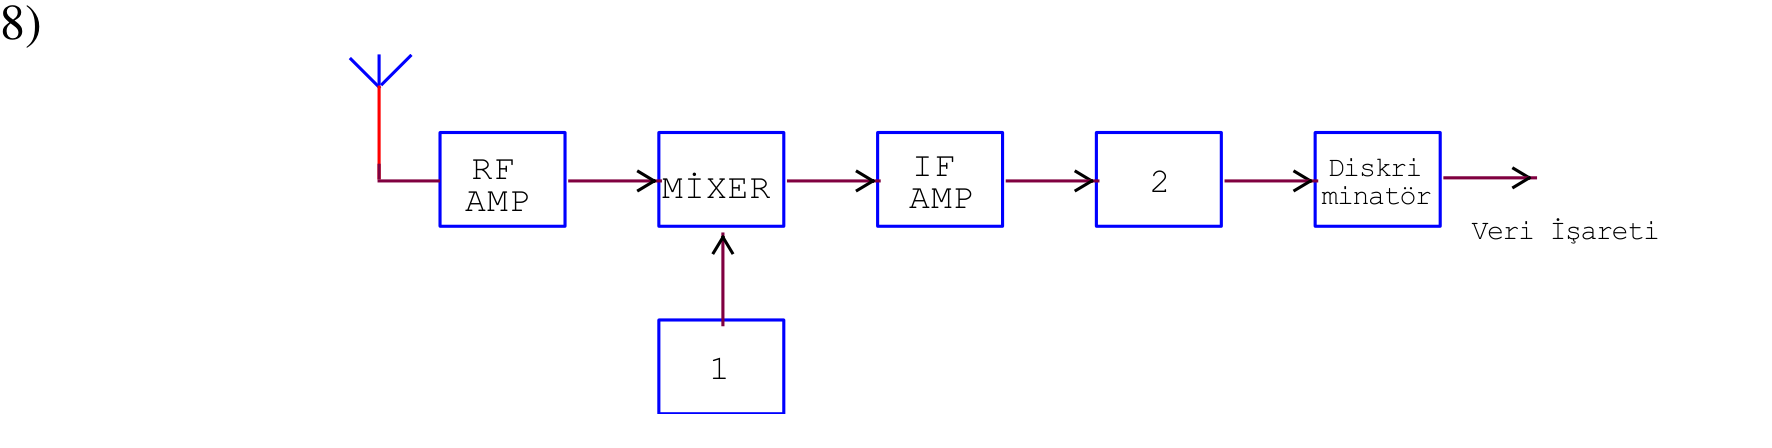 8)
RF
AMP
MİXER
IF
AMP
2
Diskri
minatör
Veri İşareti
1